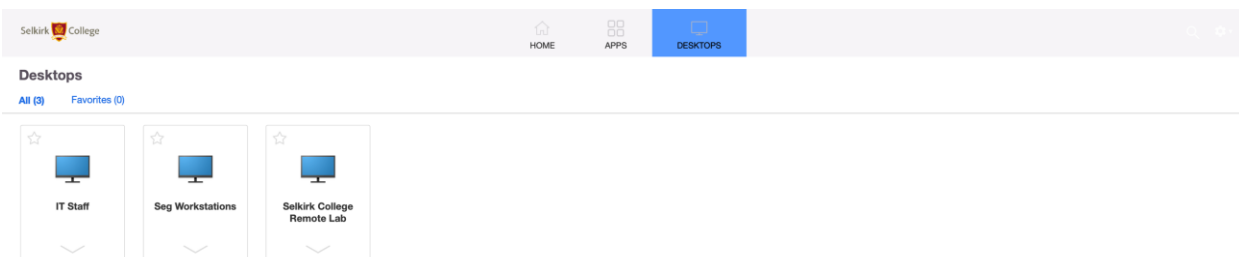 Selkirk College
HOME
APPS
DESKTOPS
Desktops
All (3) Favorites (0)
IT Staff
Seg Workstations
Selkirk College
Remote Lab